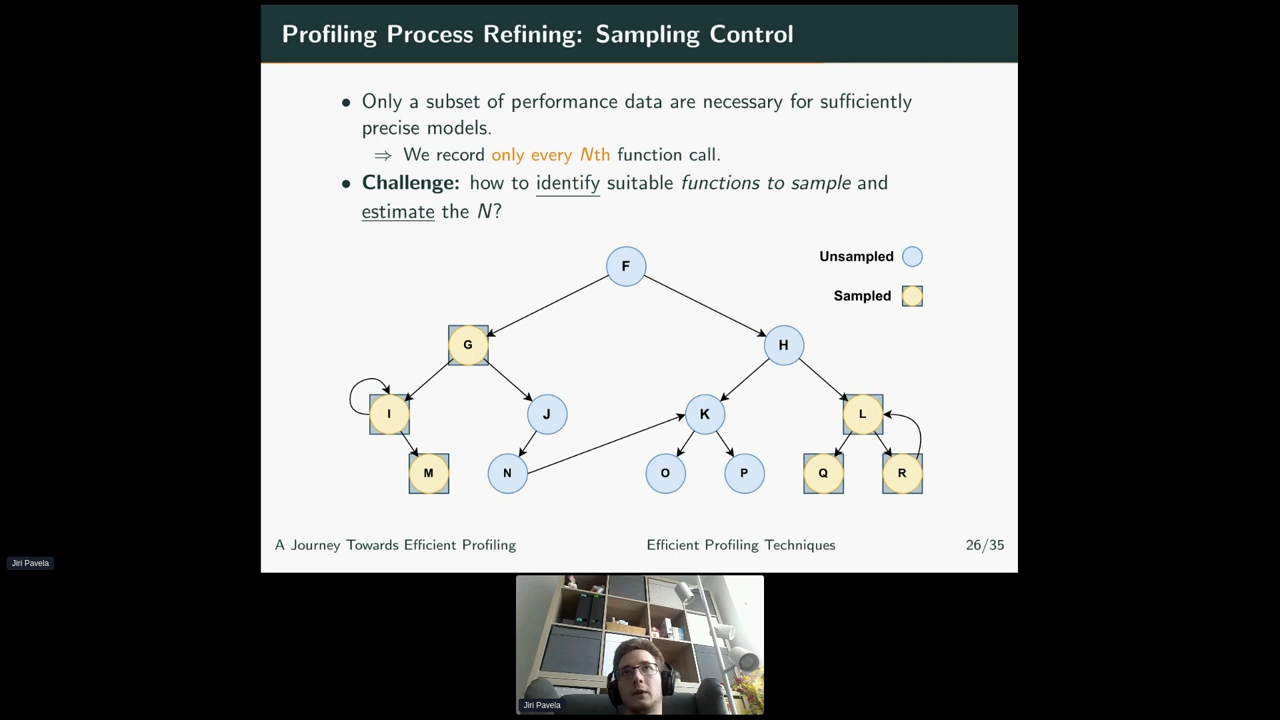 Profiling Process Refining: Sampling Control
• Only a subset of performance data are necessary for sufficiently
precise models.
⇒ We record only every Nth function call.
• Challenge: how to identify suitable functions to sample and
estimate the N?
Unsampled
Sampled
F
G
H
I
J
K
L
M
N
O
P
Q
R
A Journey Towards Efficient Profiling
Efficient Profiling Techniques
26/35
Jiri Pavela
Jiri Pavela